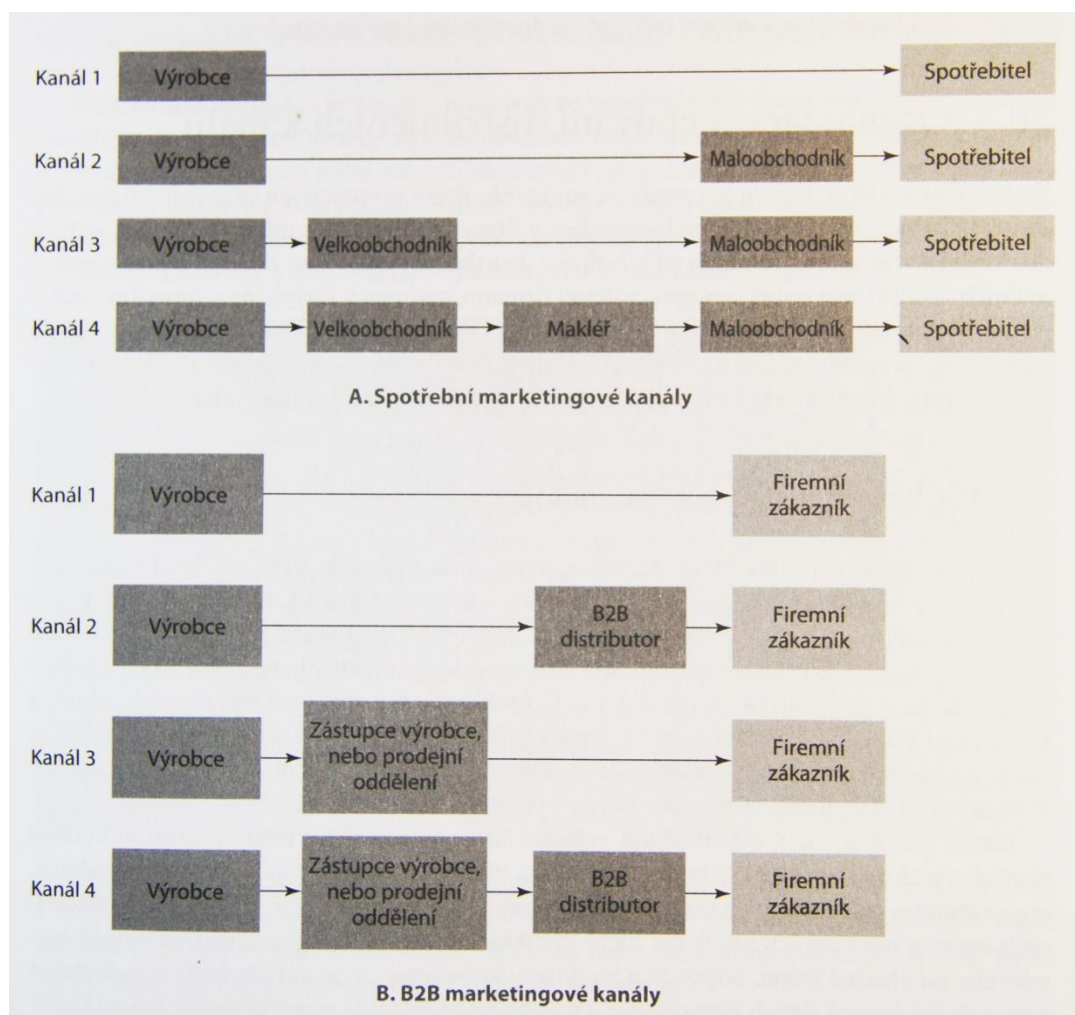 Kanál 1 Výrobce Spotřebitel
Kanál 2 Výrobce Maloobchodník Spotřebitel
Kanál 3 Výrobce Velkoobchodník Maloobchodník Spotřebitel
Kanál 4 Výrobce Velkoobchodník Makléř Maloobchodník Spotřebitel
A. Spotřební marketingové kanály
Kanál 1 Výrobce Firemní
zákazník
Kanál 2 Výrobce B2B
distributor Firemní
zákazník
Kanál 3 Výrobce Zástupce výrobce,
nebo prodejní
oddělení Firemní
zákazník
Kanál 4 Výrobce Zástupce výrobce,
nebo prodejní
oddělení B2B
distributor Firemní
zákazník
B. B2B marketingové kanály